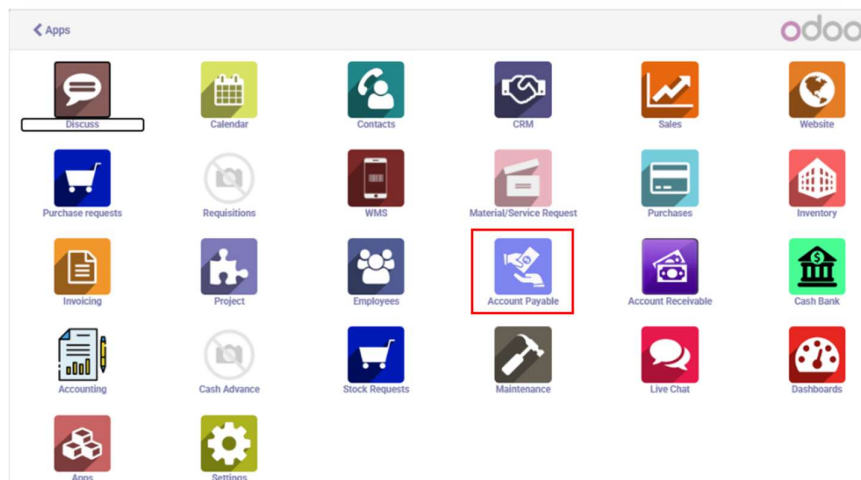 Apps
odoo
Discuss
Calendar
Contacts
CRM
Sales
Website
Purchase requests
Requisitions
WMS
Material/Service Request
Purchases
Inventory
Invoicing
Project
Employees
Account Payable
Account Receivable
Cash Bank
Accounting
Cash Advance
Stock Requests
Maintenance
Live Chat
Dashboards
Apps
Settings